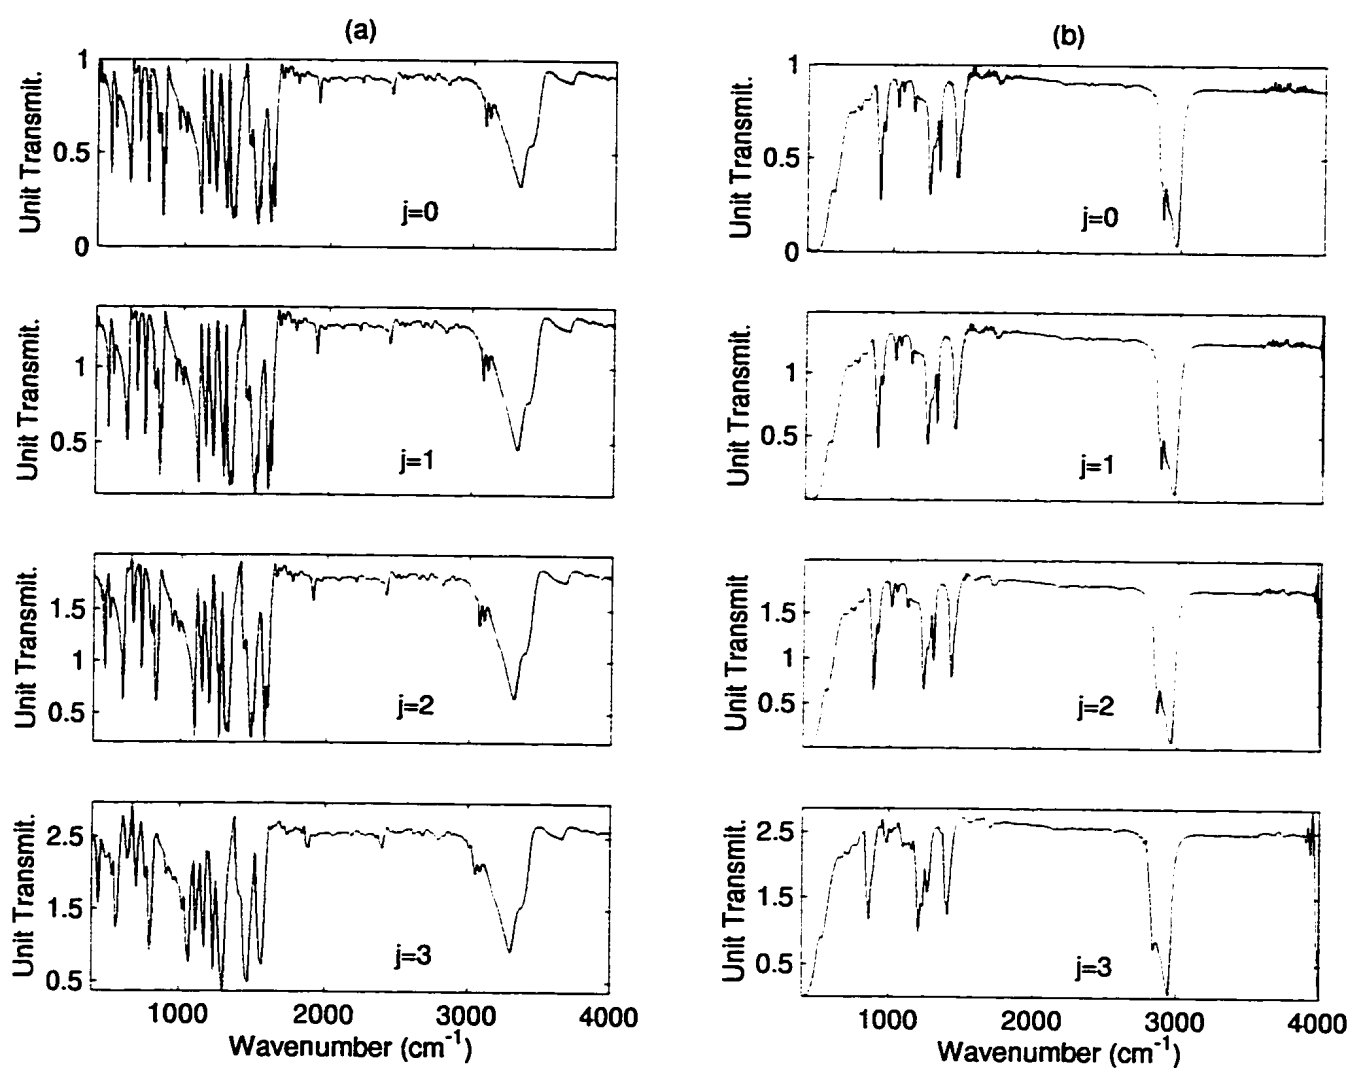 (a)
(b)
Unit Transmit.
1
0.5
0
j=0
Unit Transmit.
1
0.5
0
j=0
Unit Transmit.
1
0.5
j=1
Unit Transmit.
1
0.5
j=1
Unit Transmit.
1.5
1
0.5
j=2
Unit Transmit
1.5
1
0.5
j=2
Unit Transmit.
2.5
1.5
0.5
j=3
1000 2000 3000 4000
Wavenumber (cm-1)
Unit Transmit.
2.5
1.5
0.5
j=3
1000 2000 3000 4000
Wavenumber (cm-1)